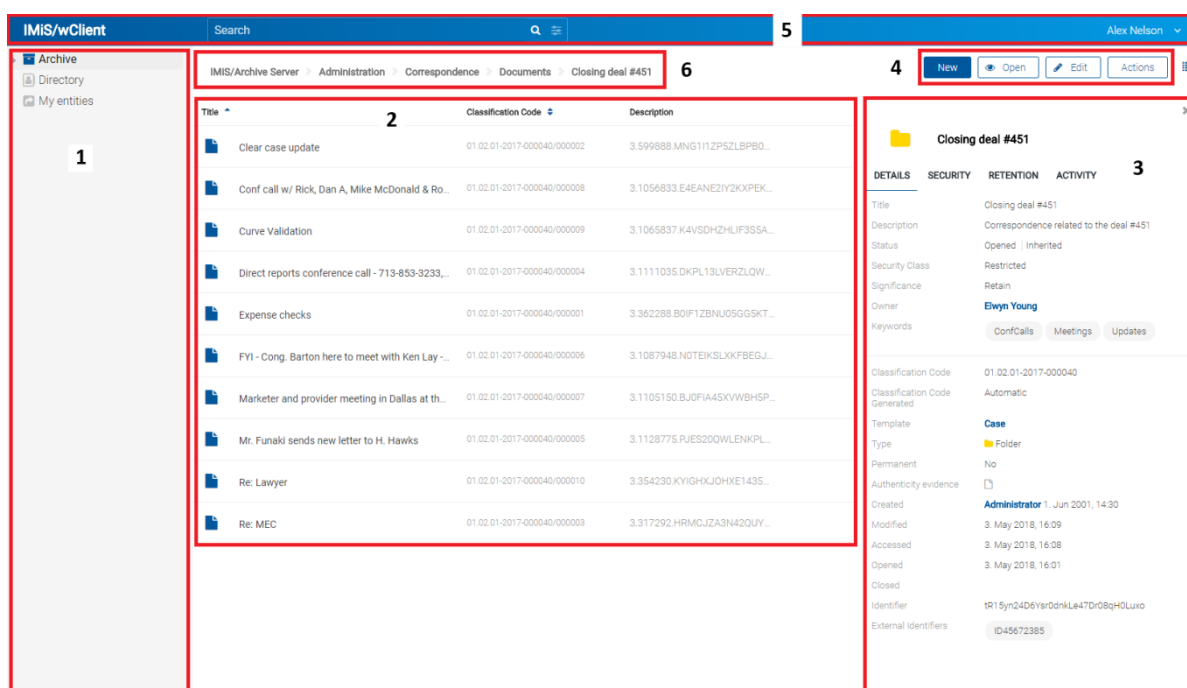 IMiS/wClient Search 5 Alex Nelson
Archive
Directory
My entities
1
IMiS/Archive Server > Administration > Correspondence > Documents > Closing deal #451 6
4 New Open Edit Actions
Title Classification Code Description
2
Clear case update 01.02.01-2017-000040/000002 3.599888.MNG1I1ZPSZLBPB0...
Conf call w/ Rick, Dan A, Mike McDonald & Ro... 01.02.01-2017-000040/000008 3.1056833.E4EANE2IY2KXPEK...
Curve Validation 01.02.01-2017-000040/000009 3.1065837.K4VSDHZHLIF3S5A...
Direct reports conference call - 713-853-3233,... 01.02.01-2017-000040/000004 3.1111035.DKPL13LVERZLQW...
Expense checks 01.02.01-2017-000040/000001 3.362288.B0IF1ZBNU05GG5KT...
FYI - Cong. Barton here to meet with Ken Lay -... 01.02.01-2017-000040/000006 3.1087948.N0TEIKSLXKFBEGJ...
Marketer and provider meeting in Dallas at th... 01.02.01-2017-000040/000007 3.1105150.BJ0FIA45XVWBH5P...
Mr. Funaki sends new letter to H. Hawks 01.02.01-2017-000040/000005 3.1128775.PJES20QWLENKPL...
Re: Lawyer 01.02.01-2017-000040/000010 3.354230.KYIGHXJOHXE1435...
Re: MEC 01.02.01-2017-000040/000003 3.317292.HRMCJZA3N42QUY...
Closing deal #451
3
DETAILS SECURITY RETENTION ACTIVITY
Title Closing deal #451
Description Correspondence related to the deal #451
Status Opened | Inherited
Security Class Restricted
Significance Retain
Owner Elwyn Young
Keywords ConfCalls Meetings Updates
Classification Code 01.02.01-2017-000040
Classification Code Automatic
Generated
Template Case
Type Folder
Permanent No
Authenticity evidence
Created Administrator 1. Jun 2001, 14:30
Modified 3. May 2018, 16:09
Accessed 3. May 2018, 16:08
Opened 3. May 2018, 16:01
Closed
Identifier tR15yn24D6Ysr0dnkLe47Dr08qH0Luxo
External Identifiers ID45672385